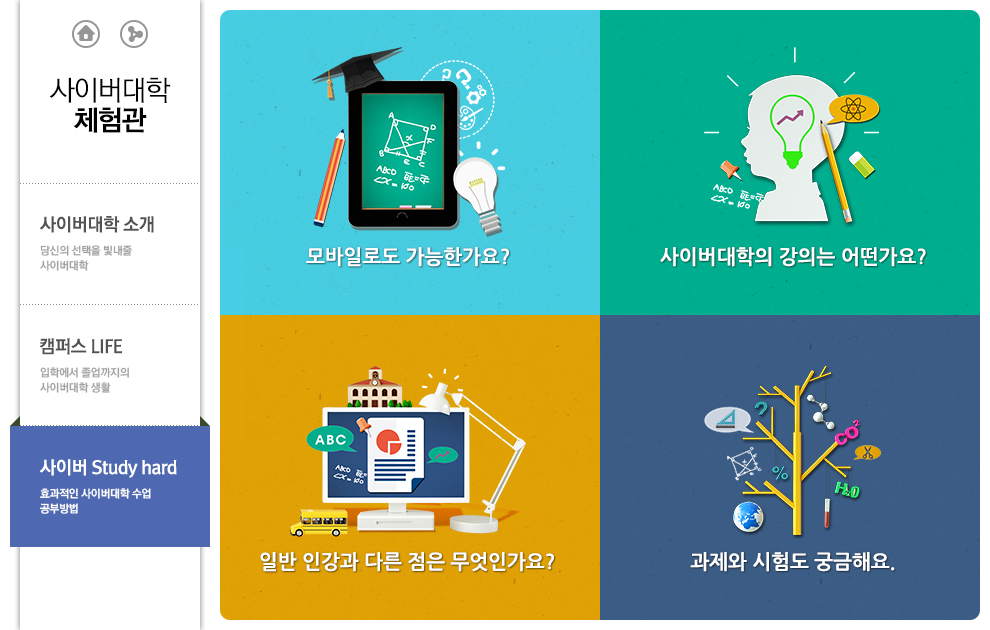 사이버대학
체험관
사이버대학 소개
당신의 선택을 빛내줄
사이버대학
캠퍼스 LIFE
입학에서 졸업까지의
사이버대학 생활
사이버 Study hard
효과적인 사이버대학 수업
공부방법
A
D
F
x
B
E
C
ABCD
모바일로도 가능한가요?
ABCD
사이버대학의 강의는 어떤가요?
ABC
ABCD
일반 인강과 다른 점은 무엇인가요?
?
CO²
%
H₂O
과제와 시험도 궁금해요.